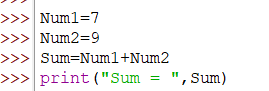 >>> Num1=7
>>> Num2=9
>>> Sum=Num1+Num2
>>> print("Sum = ",Sum)